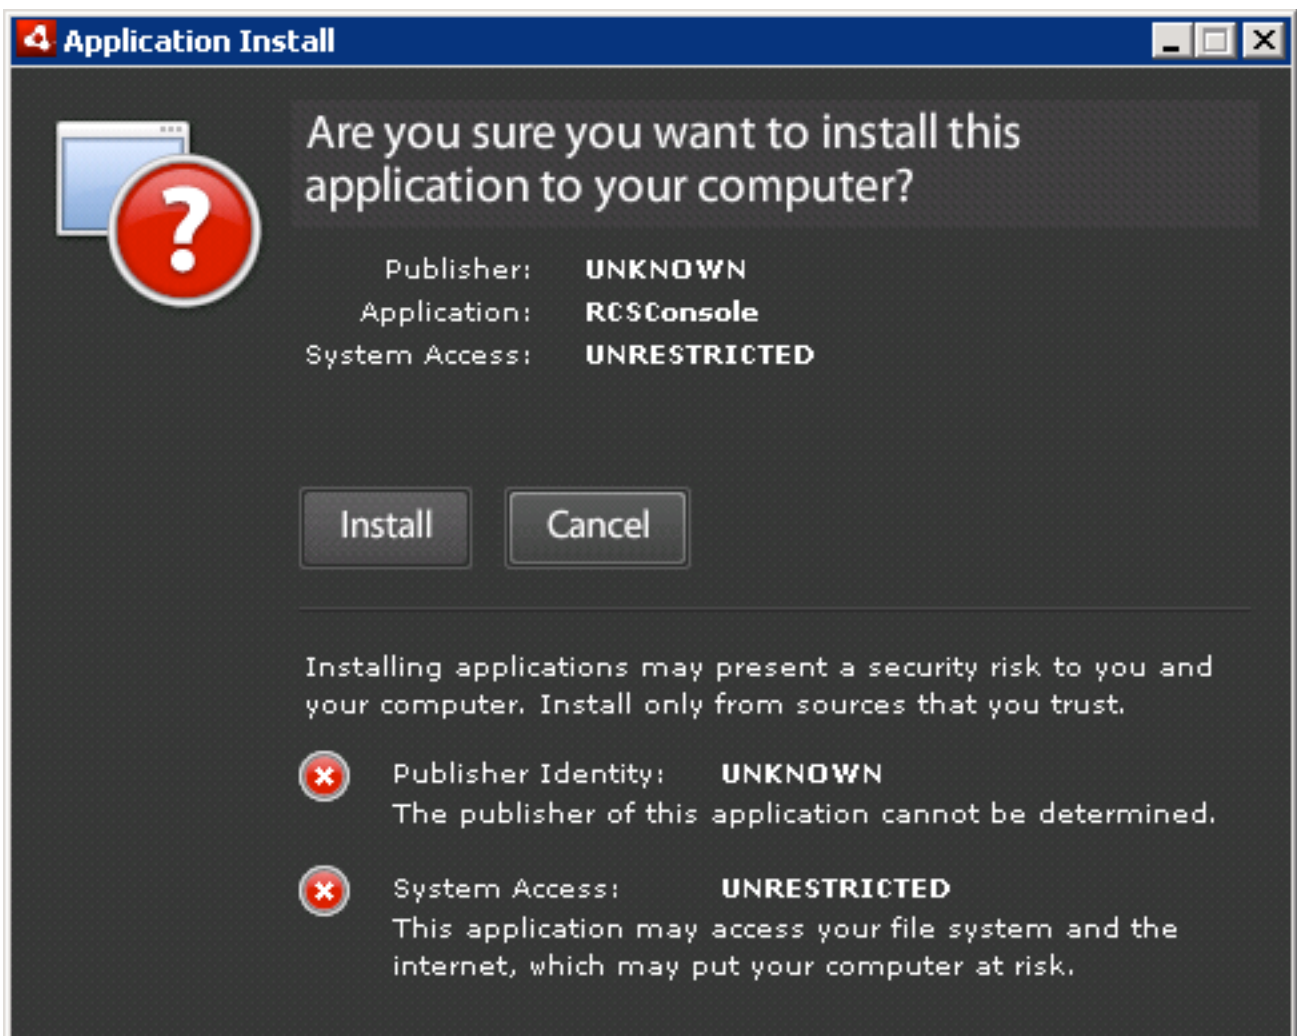 Application Install
Are you sure you want to install this
application to your computer?
Publisher: UNKNOWN
Application: RCSConsole
System Access: UNRESTRICTED
Install Cancel
Installing applications may present a security risk to you and
your computer. Install only from sources that you trust.
Publisher Identity: UNKNOWN
The publisher of this application cannot be determined.
System Access: UNRESTRICTED
This application may access your file system and the
internet, which may put your computer at risk.